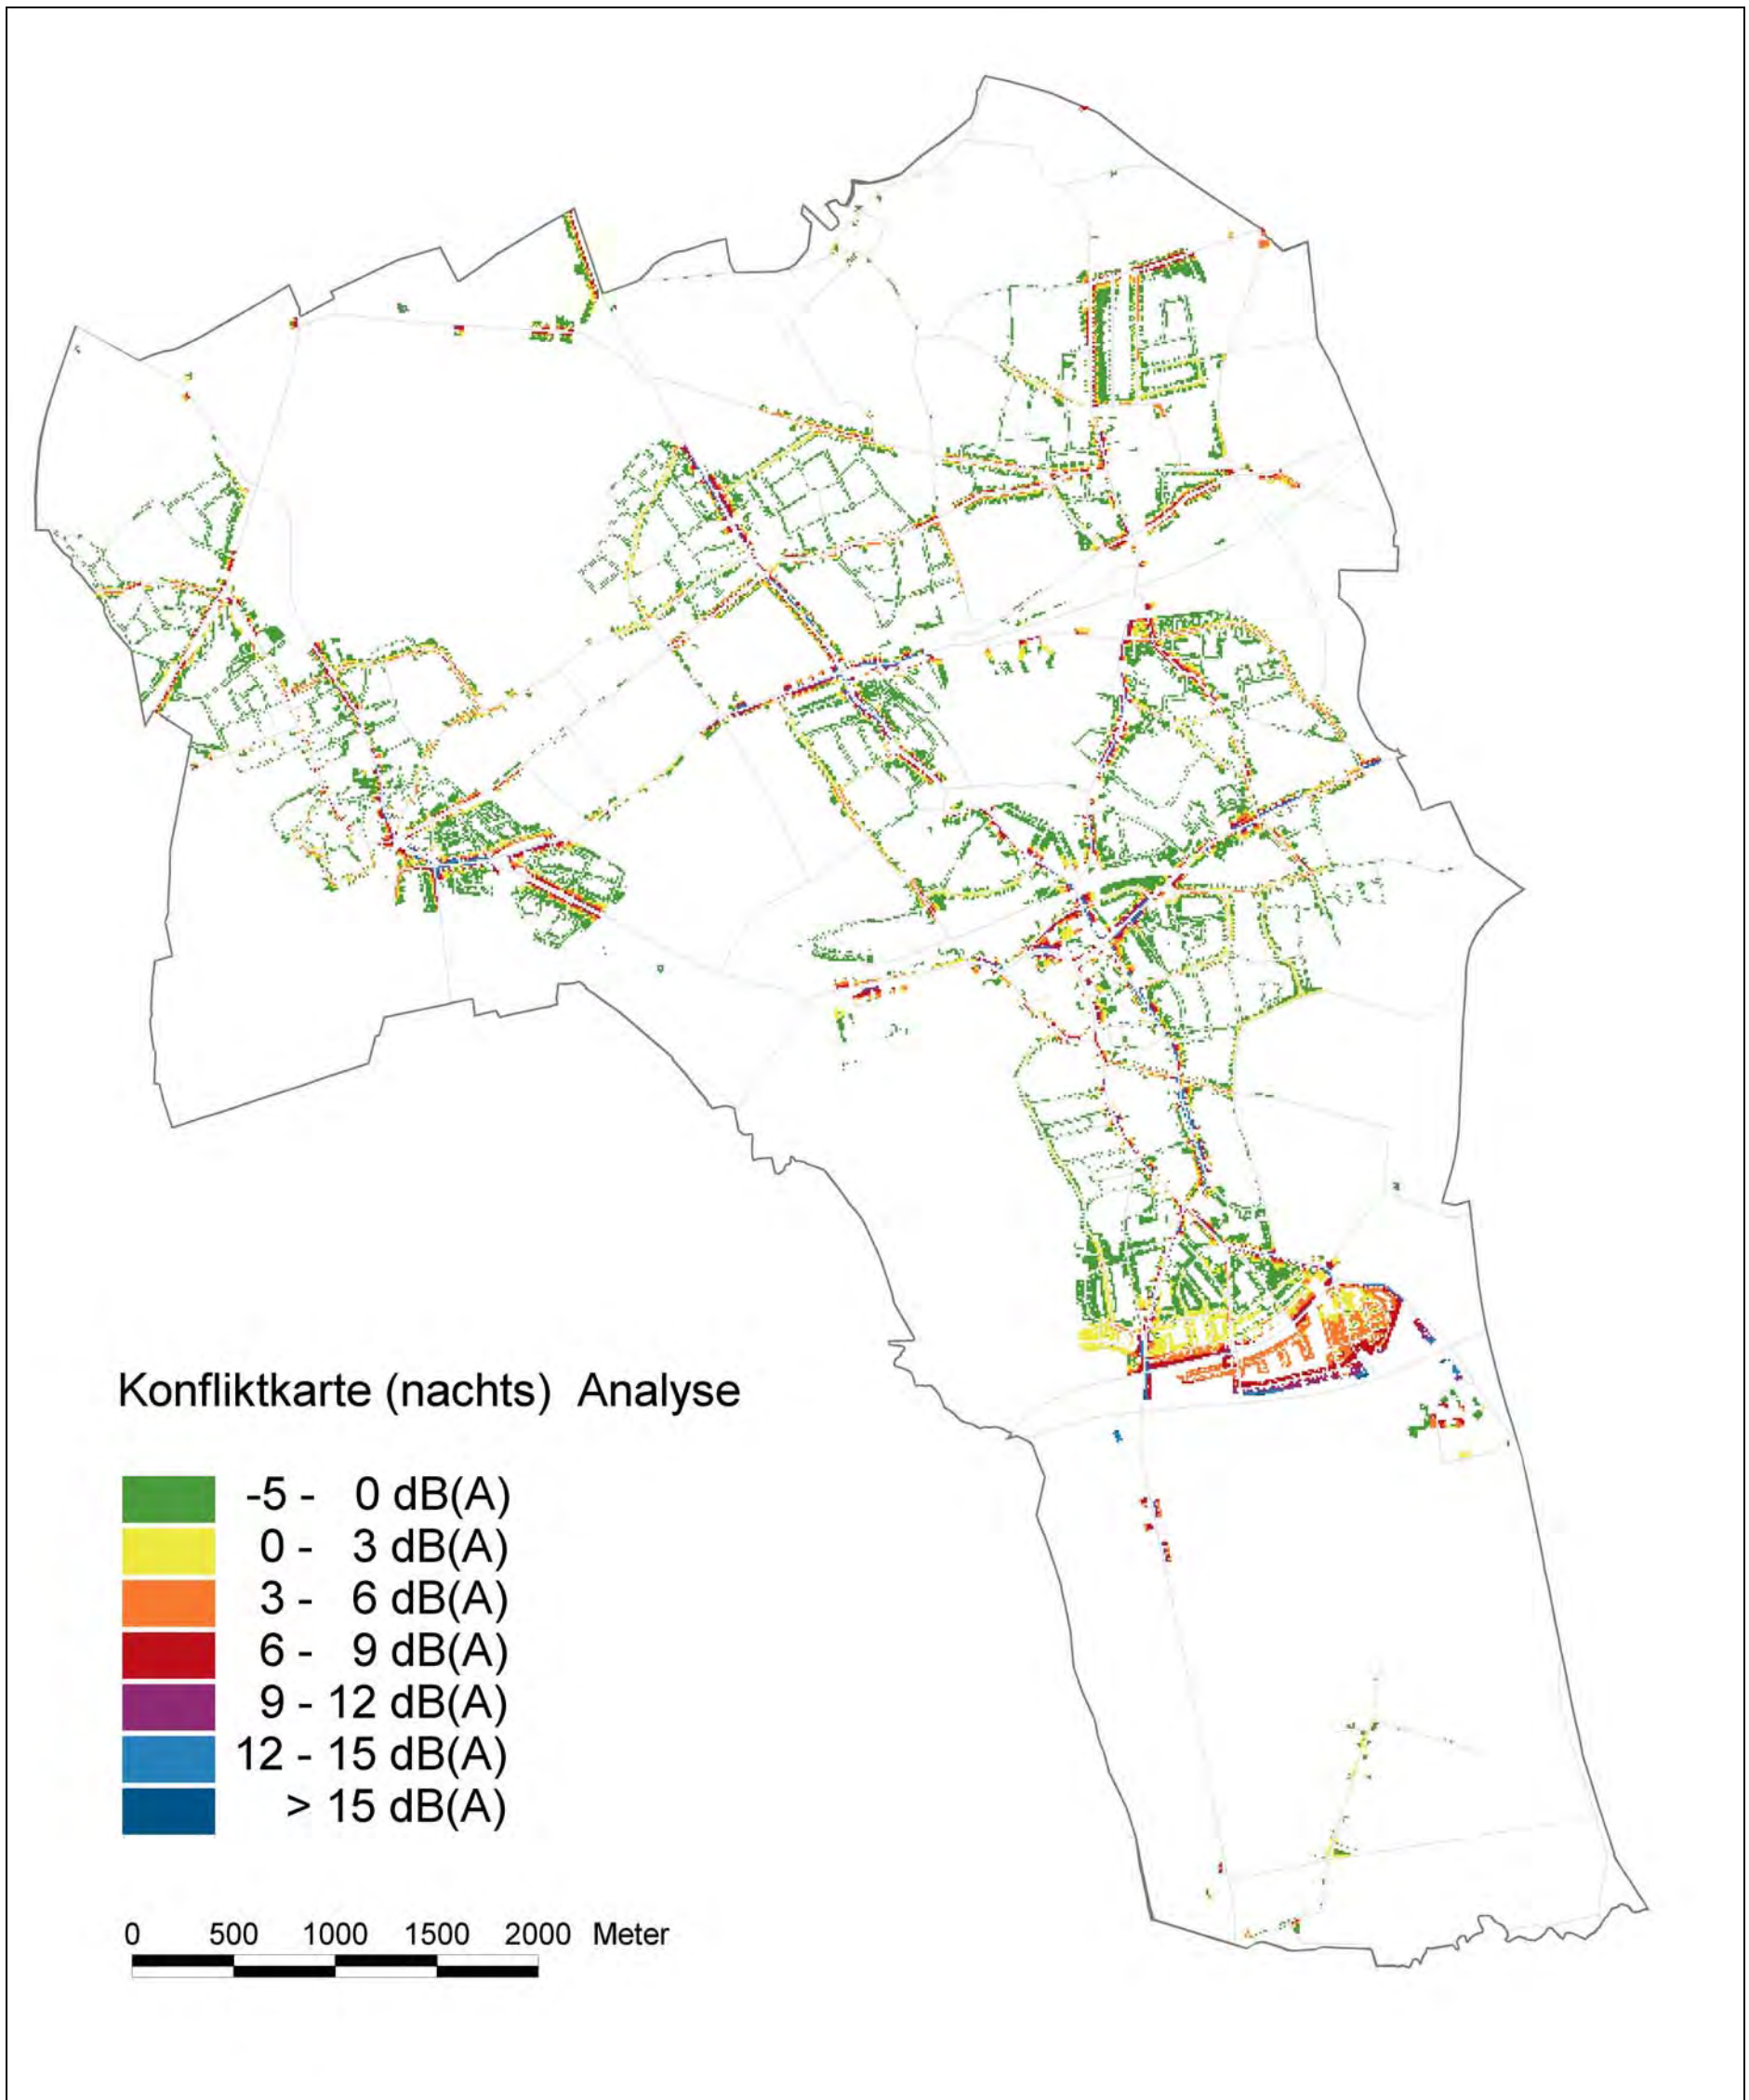 Konfliktkarte (nachts) Analyse
-5 - 0 dB(A)
0 - 3 dB(A)
3 - 6 dB(A)
6 - 9 dB(A)
9 - 12 dB(A)
12 - 15 dB(A)
> 15 dB(A)
0 500 1000 1500 2000 Meter